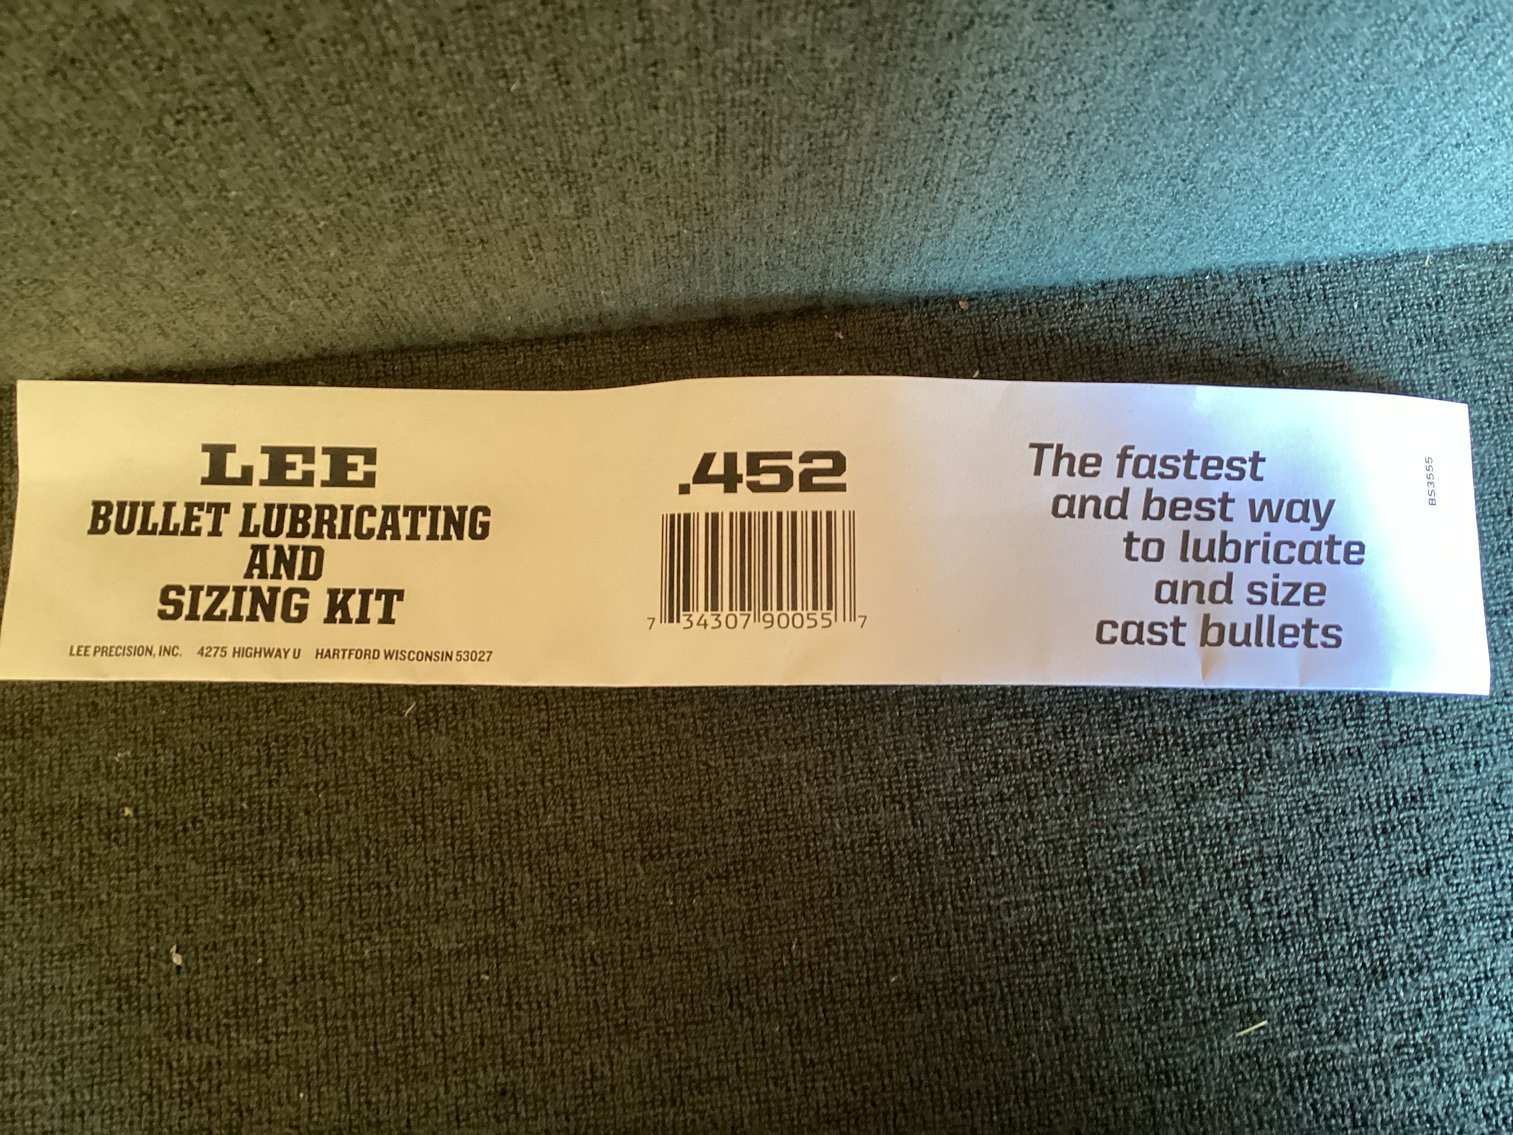 LEE
BULLET LUBRICATING
AND
SIZING KIT
LEE PRECISION, INC. 4275 HIGHWAY U HARTFORD WISCONSIN 53027
.452
7 34307 90055 7
The fastest
and best way
to lubricate
and size
cast bullets
BS3555